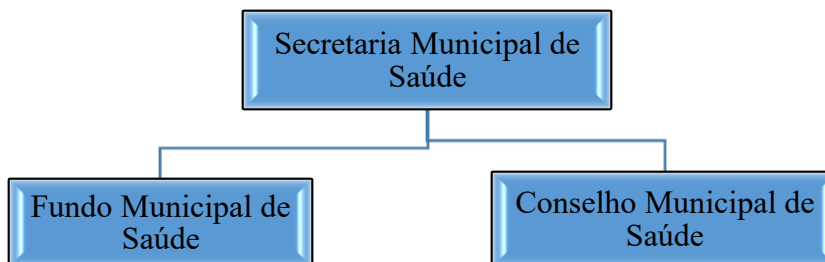 Secretaria Municipal de
Saúde
Fundo Municipal de
Saúde
Conselho Municipal de
Saúde